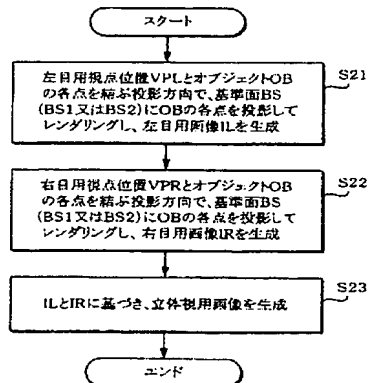 スタート
S21
左目用視点位置VPLとオブジェクトOB
の各点を結ぶ投影方向で、基準面BS
(BS1又はBS2)にOBの各点を投影して
レンダリングし、左目用画像ILを生成
S22
右目用視点位置VPRとオブジェクトOB
の各点を結ぶ投影方向で、基準面BS
(BS1又はBS2)にOBの各点を投影して
レンダリングし、右目用画像IRを生成
S23
ILとIRに基づき、立体視用画像を生成
エンド